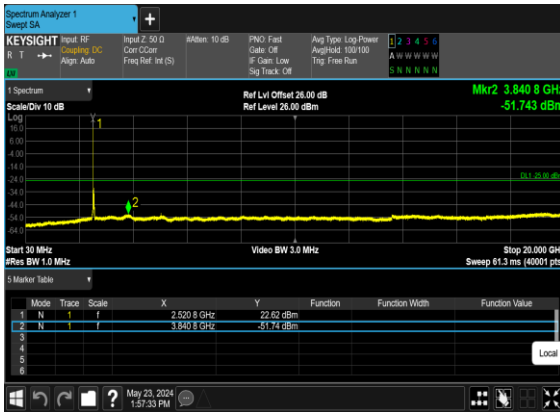 Spectrum Analyzer 1
Swept SA
+
KEYSIGHT
R T
Input: RF
Coupling: DC
Align: Auto
Input Z: 50 Ω
Corr CCorr
Freq Ref: Int (S)
#Atten: 10 dB
PNO: Fast
Gate: Off
IF Gain: Low
Sig Track: Off
Avg Type: Log-Power
Avg|Hold: 100/100
Trig: Free Run
1 2 3 4 5 6
A W W W W W
S N N N N N
1 Spectrum
Scale/Div 10 dB
Ref Lvl Offset 26.00 dB
Ref Level 26.00 dBm
Mkr2 3.840 8 GHz
-51.743 dBm
Log
16.0
6.00
-4.00
-14.0
-24.0
-34.0
-44.0
-54.0
-64.0
1
2
DL1 -25.00 dBm
Start 30 MHz
#Res BW 1.0 MHz
Video BW 3.0 MHz
Stop 20.000 GHz
Sweep 61.3 ms (40001 pts)
5 Marker Table
Mode Trace Scale X Y Function Function Width Function Value
1 N 1 f 2.520 8 GHz 22.62 dBm
2 N 1 f 3.840 8 GHz -51.74 dBm
3
4
5
6
Local
?
May 23, 2024
1:57:33 PM